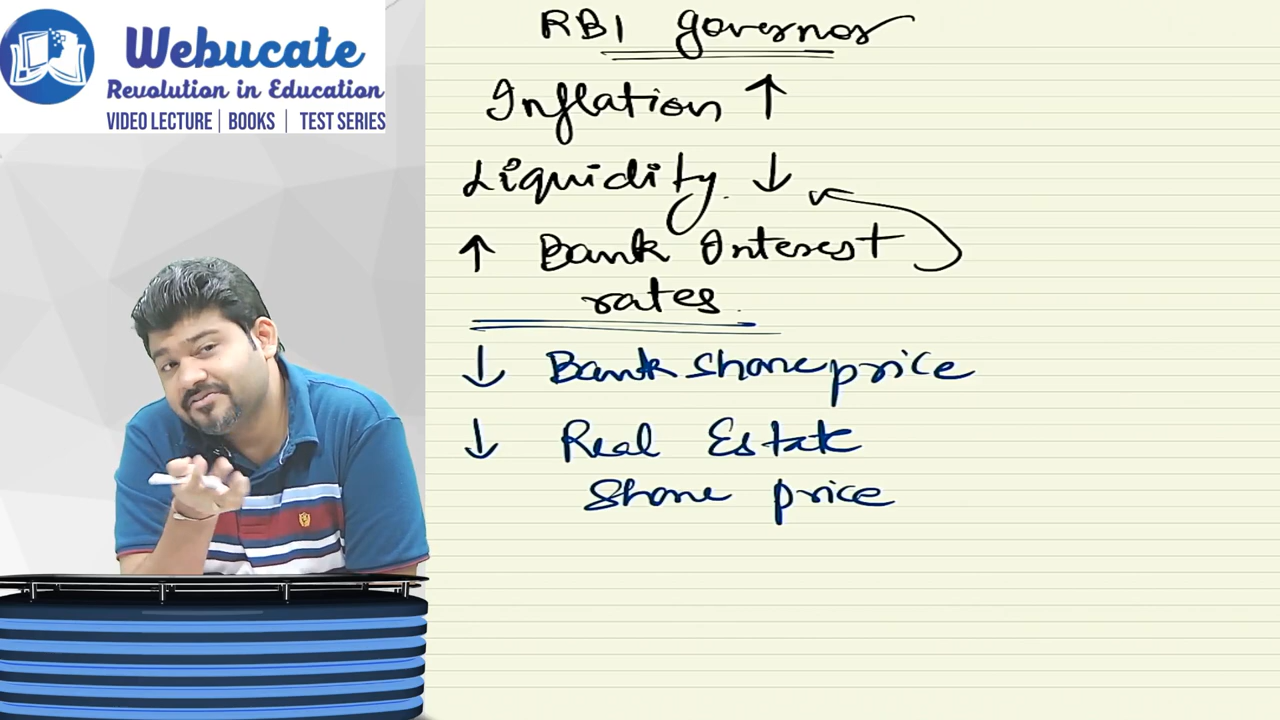 Webucate
Revolution in Education
VIDEO LECTURE | BOOKS | TEST SERIES
RBI governor
Inflation ↑
Liquidity ↓
↑ Bank Interest
rates
↓ Bank Share price
↓ Real Estate
Share price